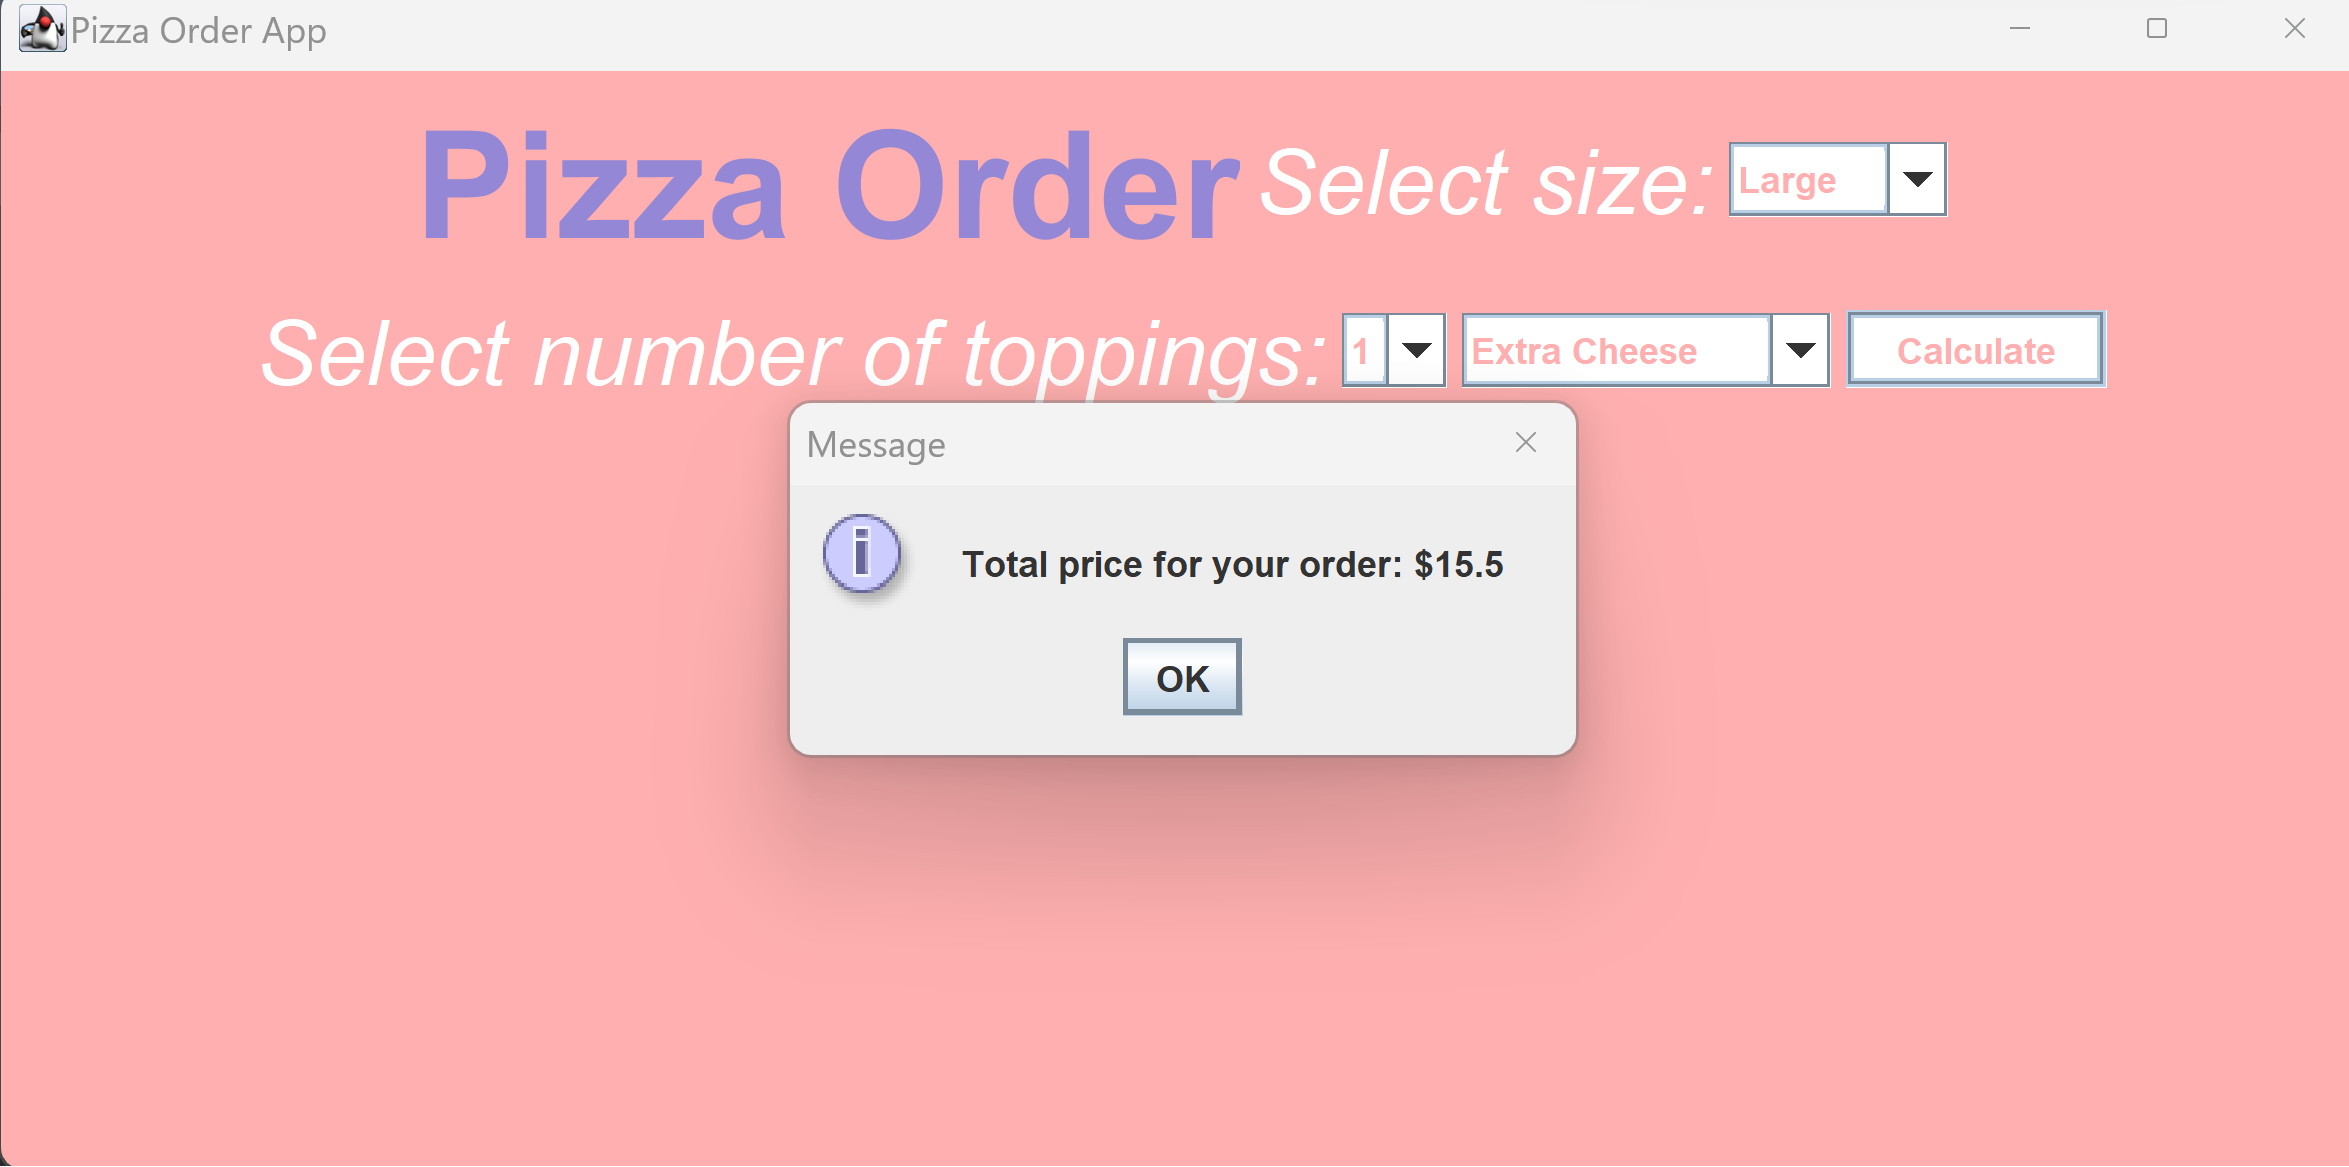 Pizza Order App
Pizza Order Select size: Large
Select number of toppings: 1 Extra Cheese Calculate
Message
Total price for your order: $15.5
OK